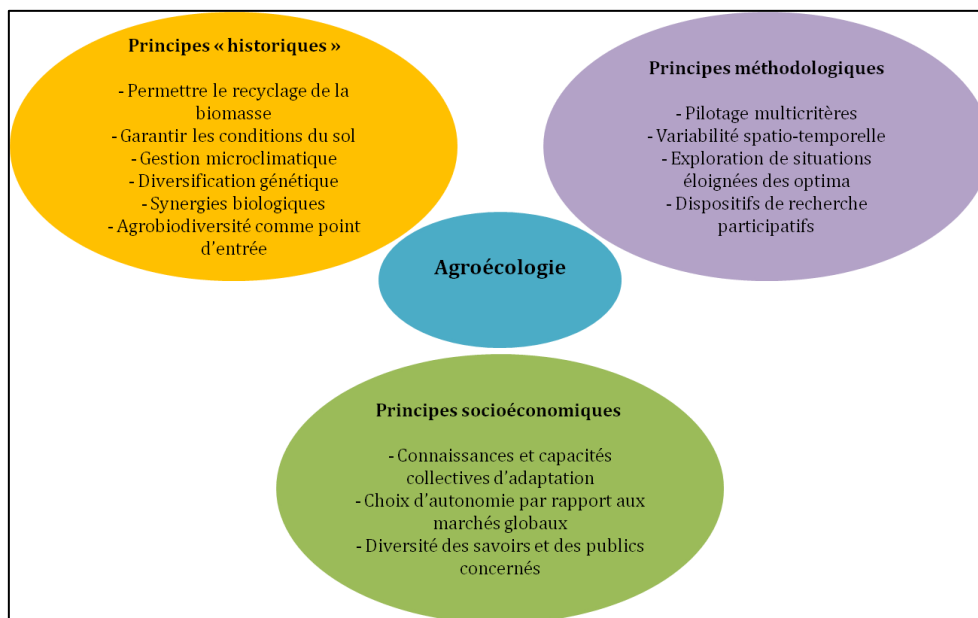 Principes « historiques »
- Permettre le recyclage de la
biomasse
- Garantir les conditions du sol
- Gestion microclimatique
- Diversification génétique
- Synergies biologiques
- Agrobiodiversité comme point
d'entrée
Principes méthodologiques
- Pilotage multicritères
- Variabilité spatio-temporelle
- Exploration de situations
éloignées des optima
- Dispositifs de recherche
participatifs
Agroécologie
Principes socioéconomiques
- Connaissances et capacités
collectives d'adaptation
- Choix d'autonomie par rapport aux
marchés globaux
- Diversité des savoirs et des publics
concernés